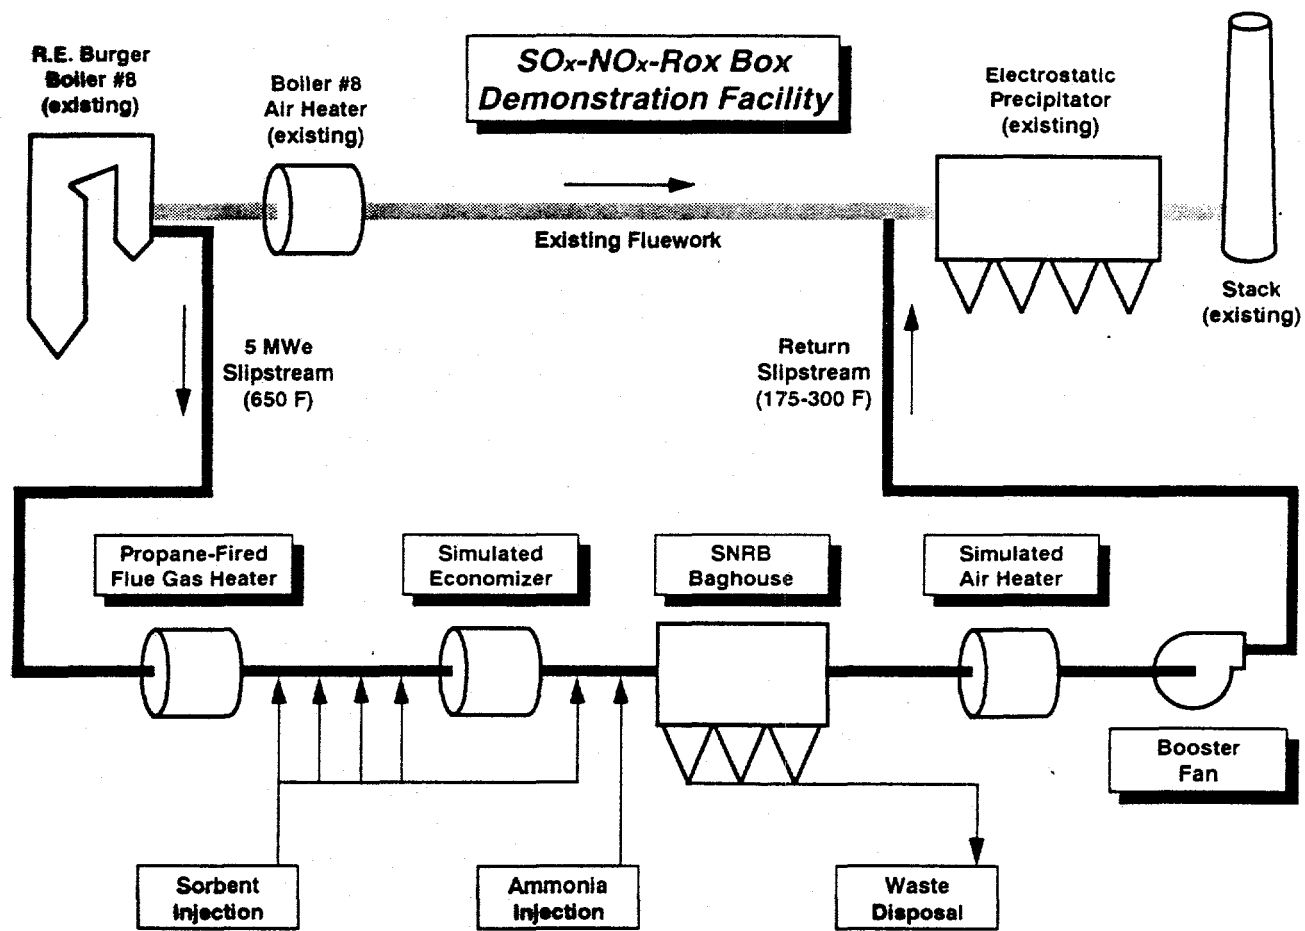 SOx-NOx-Rox Box
Demonstration Facility
R.E. Burger
Boiler #8
(existing)
Boiler #8
Air Heater
(existing)
Electrostatic
Precipitator
(existing)
Existing Fluework
Stack
(existing)
5 MWe
Slipstream
(650 F)
Return
Slipstream
(175-300 F)
Propane-Fired
Flue Gas Heater
Simulated
Economizer
SNRB
Baghouse
Simulated
Air Heater
Booster
Fan
Sorbent
Injection
Ammonia
Injection
Waste
Disposal